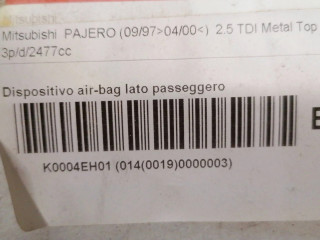 Mitsubishi PAJERO (09/97>04/00<) 2.5 TDI Metal Top
3p/d/2477cc
Dispositivo air-bag lato passeggero
K0004EH01 (014(0019)0000003)